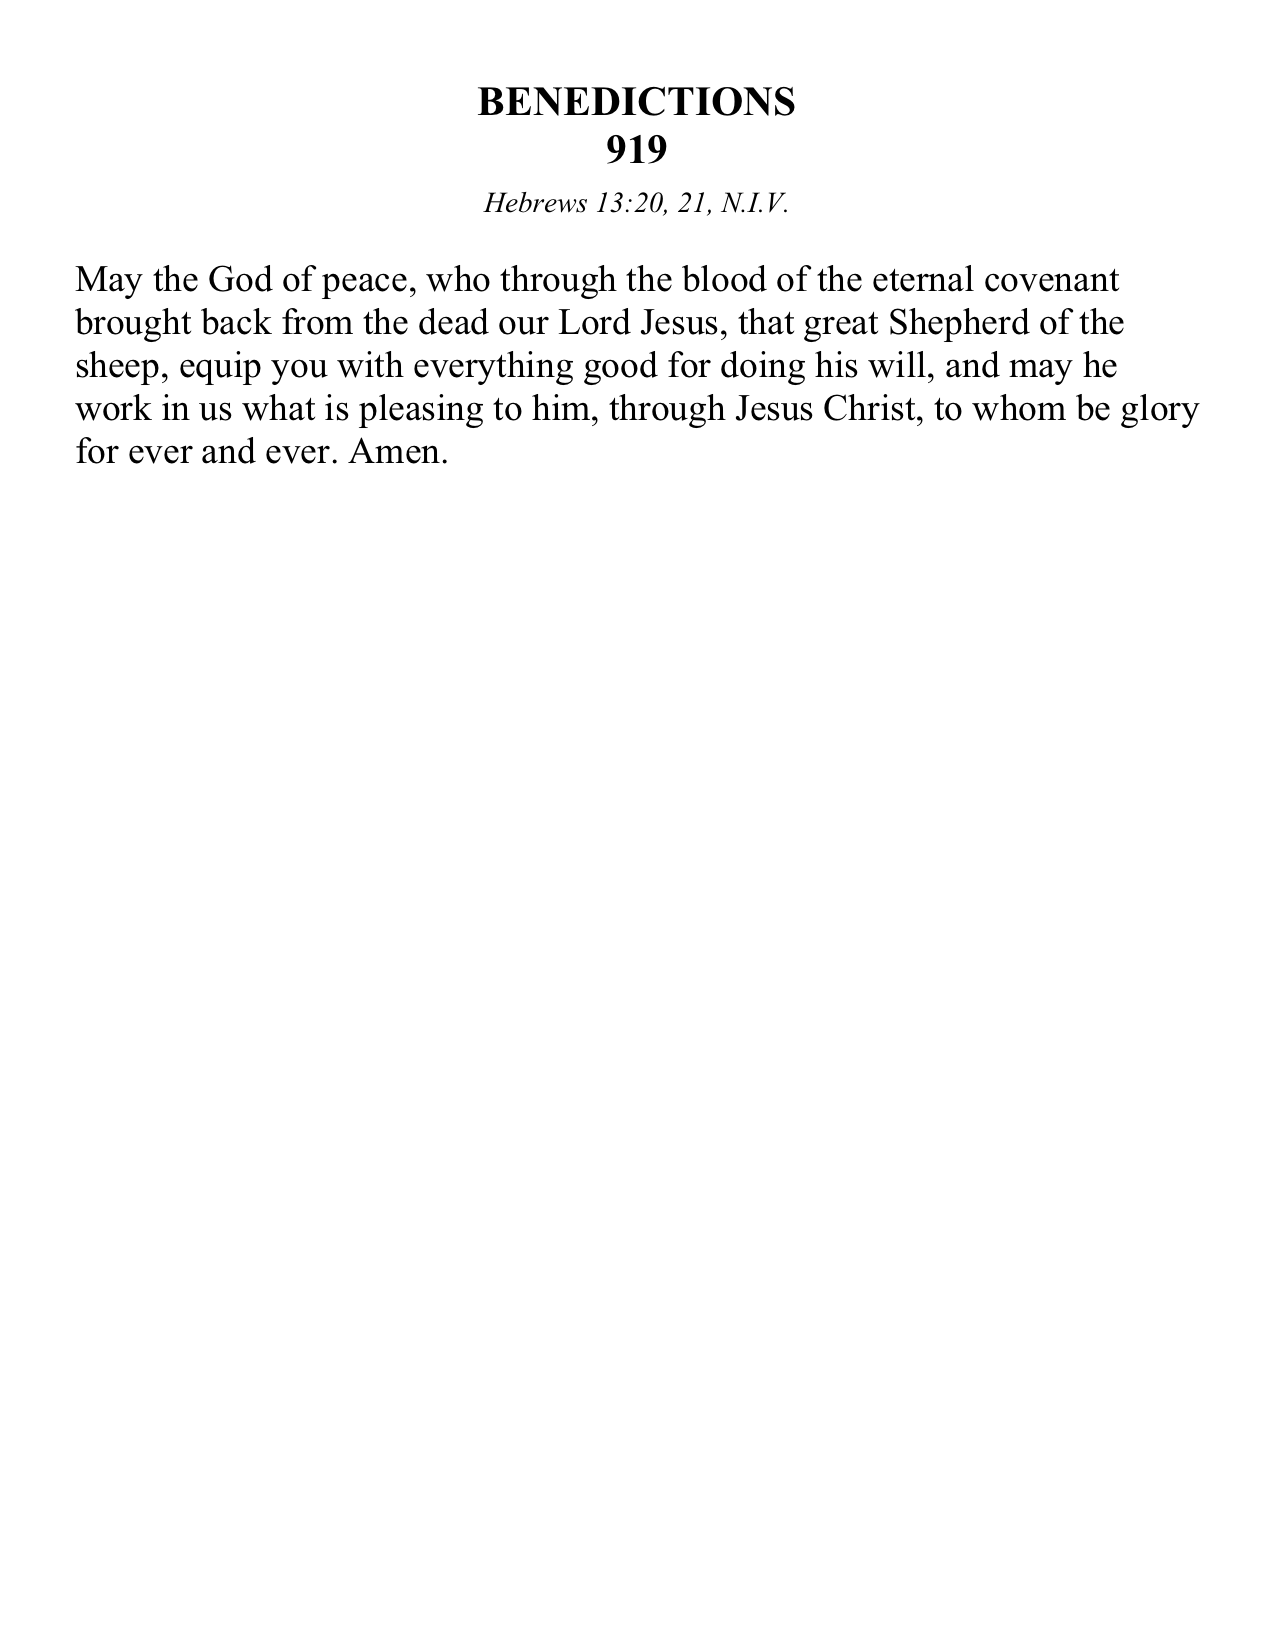 BENEDICTIONS
919
Hebrews 13:20, 21, N.I.V.
May the God of peace, who through the blood of the eternal covenant
brought back from the dead our Lord Jesus, that great Shepherd of the
sheep, equip you with everything good for doing his will, and may he
work in us what is pleasing to him, through Jesus Christ, to whom be glory
for ever and ever. Amen.